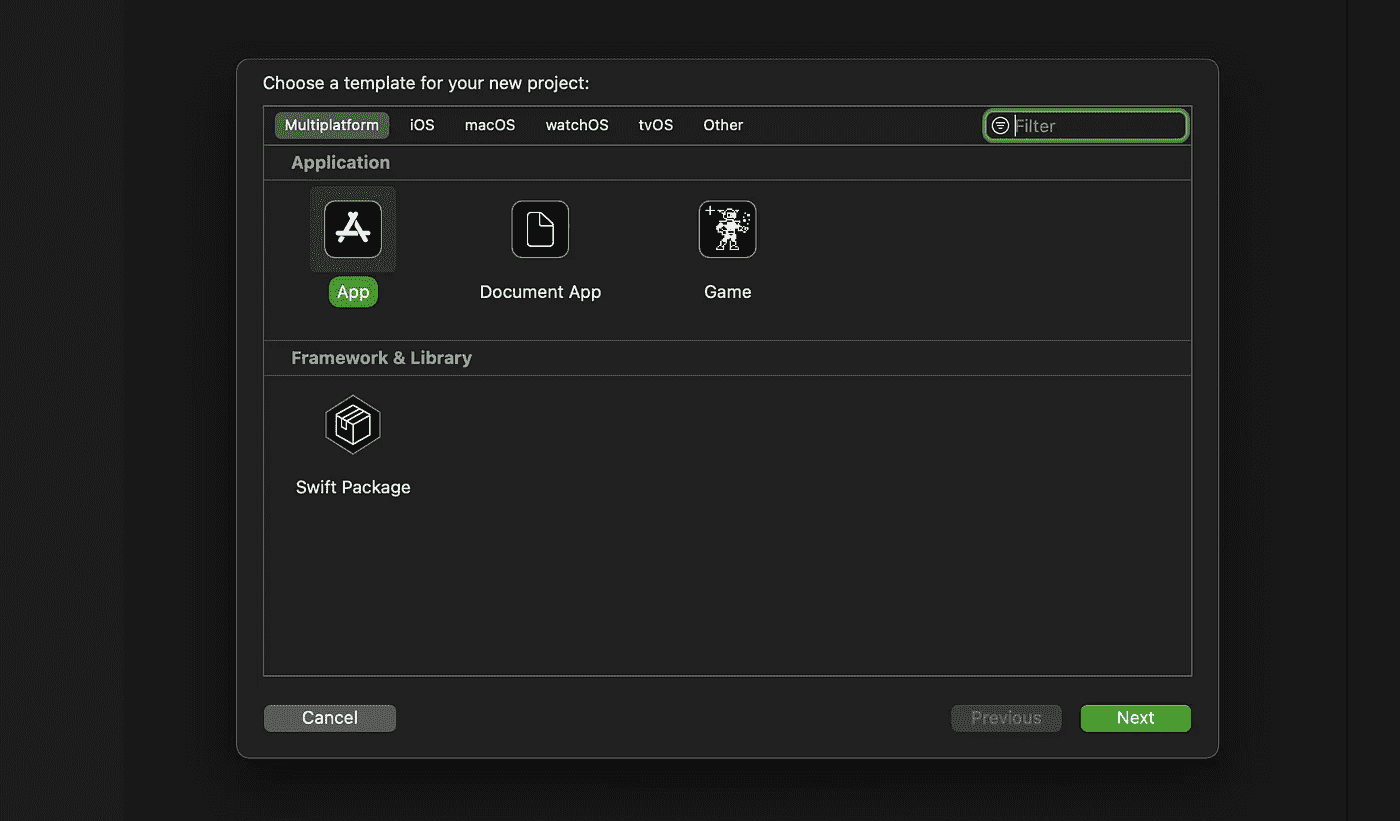 Choose a template for your new project:
Multiplatform iOS macOS watchOS tvOS Other Filter
Application
App Document App Game
Framework & Library
Swift Package
Cancel Previous Next